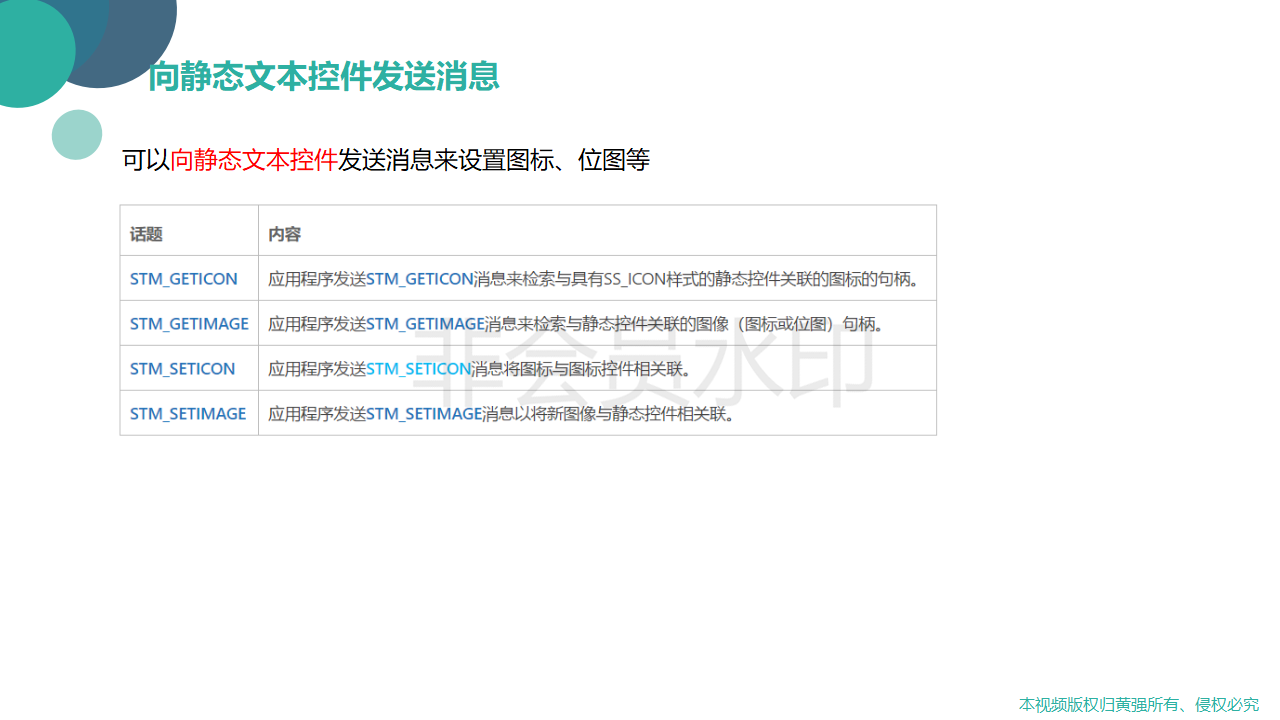 向静态文本控件发送消息
可以向静态文本控件发送消息来设置图标、位图等
话题 内容
STM_GETICON 应用程序发送STM_GETICON消息来检索与具有SS_ICON样式的静态控件关联的图标的句柄。
STM_GETIMAGE 应用程序发送STM_GETIMAGE消息来检索与静态控件关联的图像（图标或位图）句柄。
STM_SETICON 应用程序发送STM_SETICON消息将图标与图标控件相关联。
STM_SETIMAGE 应用程序发送STM_SETIMAGE消息以将新图像与静态控件相关联。
非会员水印
本视频版权归黄强所有、侵权必究